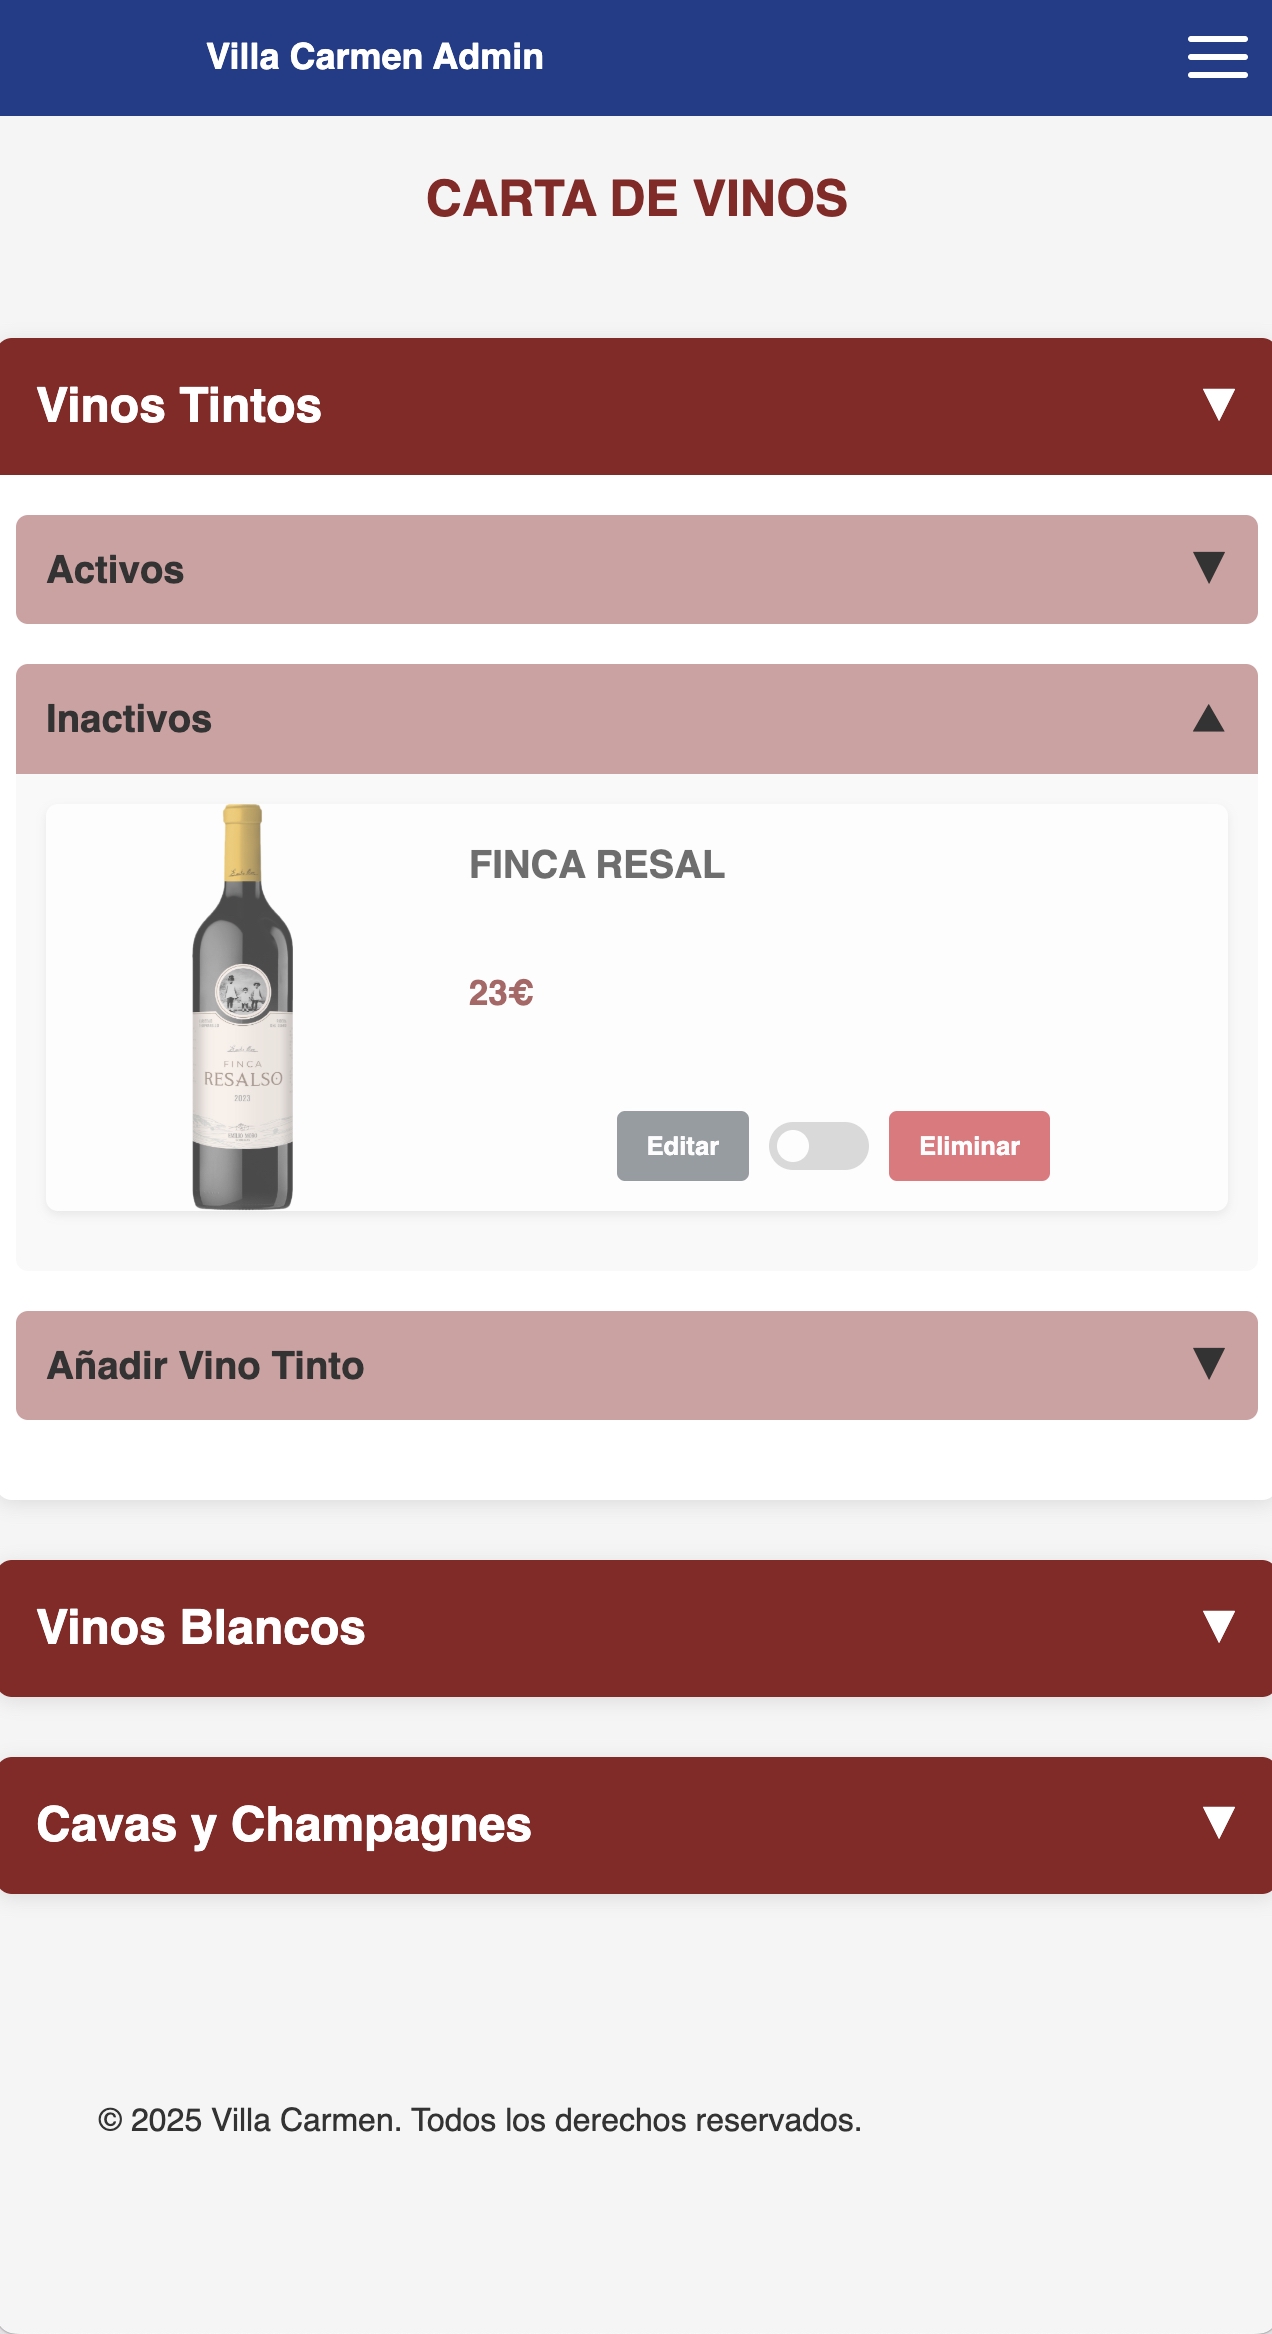 Villa Carmen Admin
CARTA DE VINOS
Vinos Tintos
▼
Activos
▼
Inactivos
▲
FINCA RESAL
23€
FINCA
RESALSO
2023
Editar
Eliminar
Añadir Vino Tinto
▼
Vinos Blancos
▼
Cavas y Champagnes
▼
© 2025 Villa Carmen. Todos los derechos reservados.